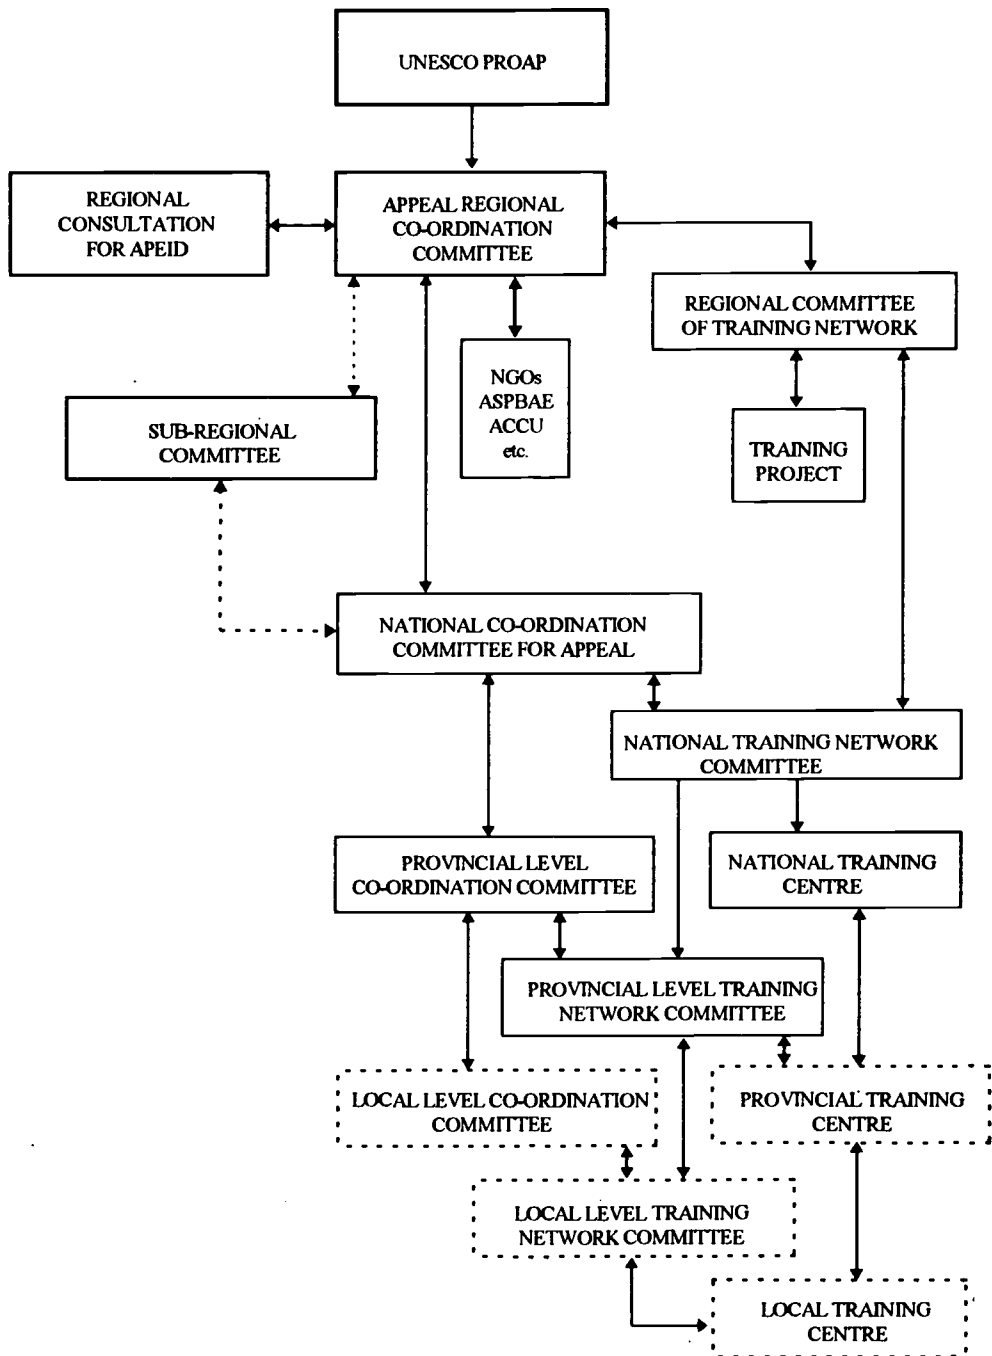 UNESCO PROAP
REGIONAL
CONSULTATION
FOR APEID
APPEAL REGIONAL
CO-ORDINATION
COMMITTEE
REGIONAL COMMITTEE
OF TRAINING NETWORK
NGOs
ASPBAE
ACCU
etc.
SUB-REGIONAL
COMMITTEE
TRAINING
PROJECT
NATIONAL CO-ORDINATION
COMMITTEE FOR APPEAL
NATIONAL TRAINING NETWORK
COMMITTEE
PROVINCIAL LEVEL
CO-ORDINATION COMMITTEE
NATIONAL TRAINING
CENTRE
PROVINCIAL LEVEL TRAINING
NETWORK COMMITTEE
LOCAL LEVEL CO-ORDINATION
COMMITTEE
PROVINCIAL TRAINING
CENTRE
LOCAL LEVEL TRAINING
NETWORK COMMITTEE
LOCAL TRAINING
CENTRE